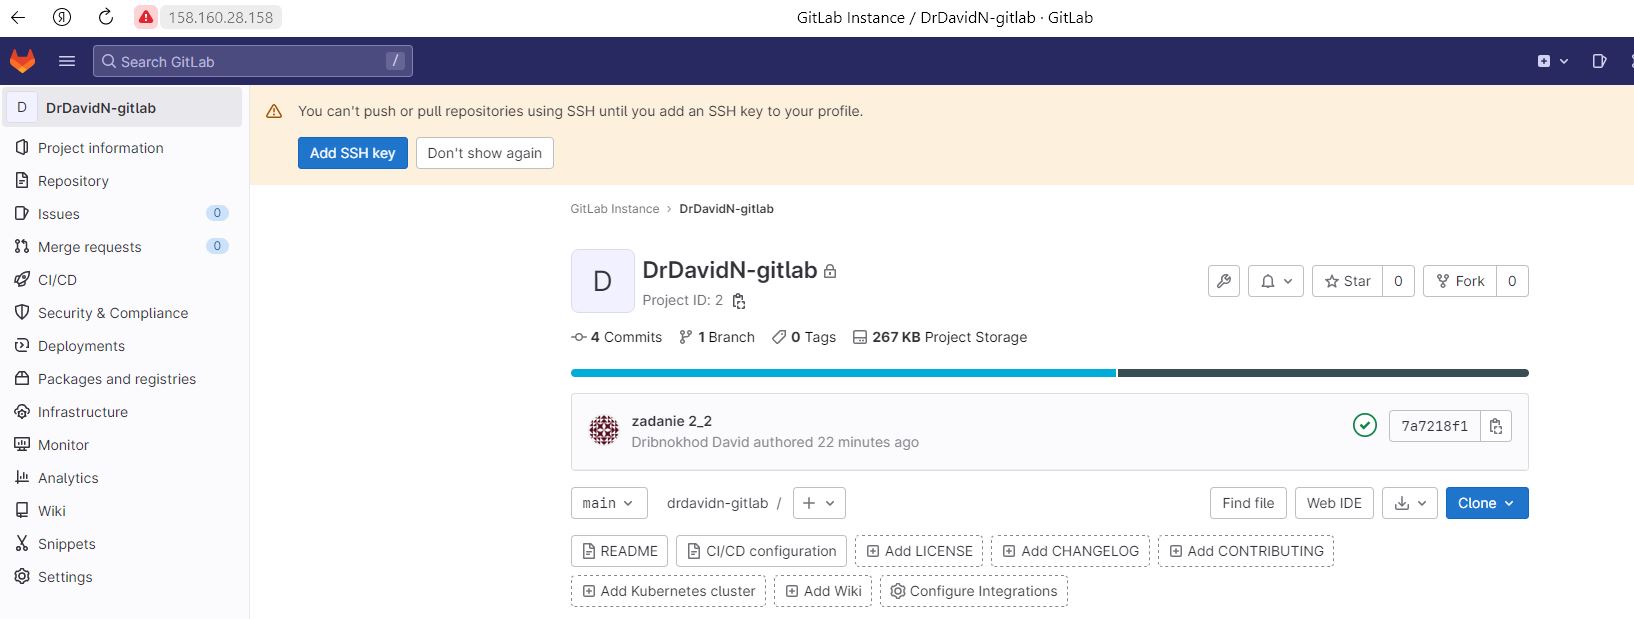 158.160.28.158 GitLab Instance / DrDavidN-gitlab · GitLab
Search GitLab /
D DrDavidN-gitlab
Project information
Repository
Issues 0
Merge requests 0
CI/CD
Security & Compliance
Deployments
Packages and registries
Infrastructure
Monitor
Analytics
Wiki
Snippets
Settings
You can't push or pull repositories using SSH until you add an SSH key to your profile.
Add SSH key Don't show again
GitLab Instance › DrDavidN-gitlab
D
DrDavidN-gitlab
Project ID: 2
Star 0 Fork 0
4 Commits 1 Branch 0 Tags 267 KB Project Storage
zadanie 2_2
Dribnokhod David authored 22 minutes ago
7a7218f1
main drdavidn-gitlab / + Find file Web IDE Clone
README CI/CD configuration Add LICENSE Add CHANGELOG Add CONTRIBUTING
Add Kubernetes cluster Add Wiki Configure Integrations